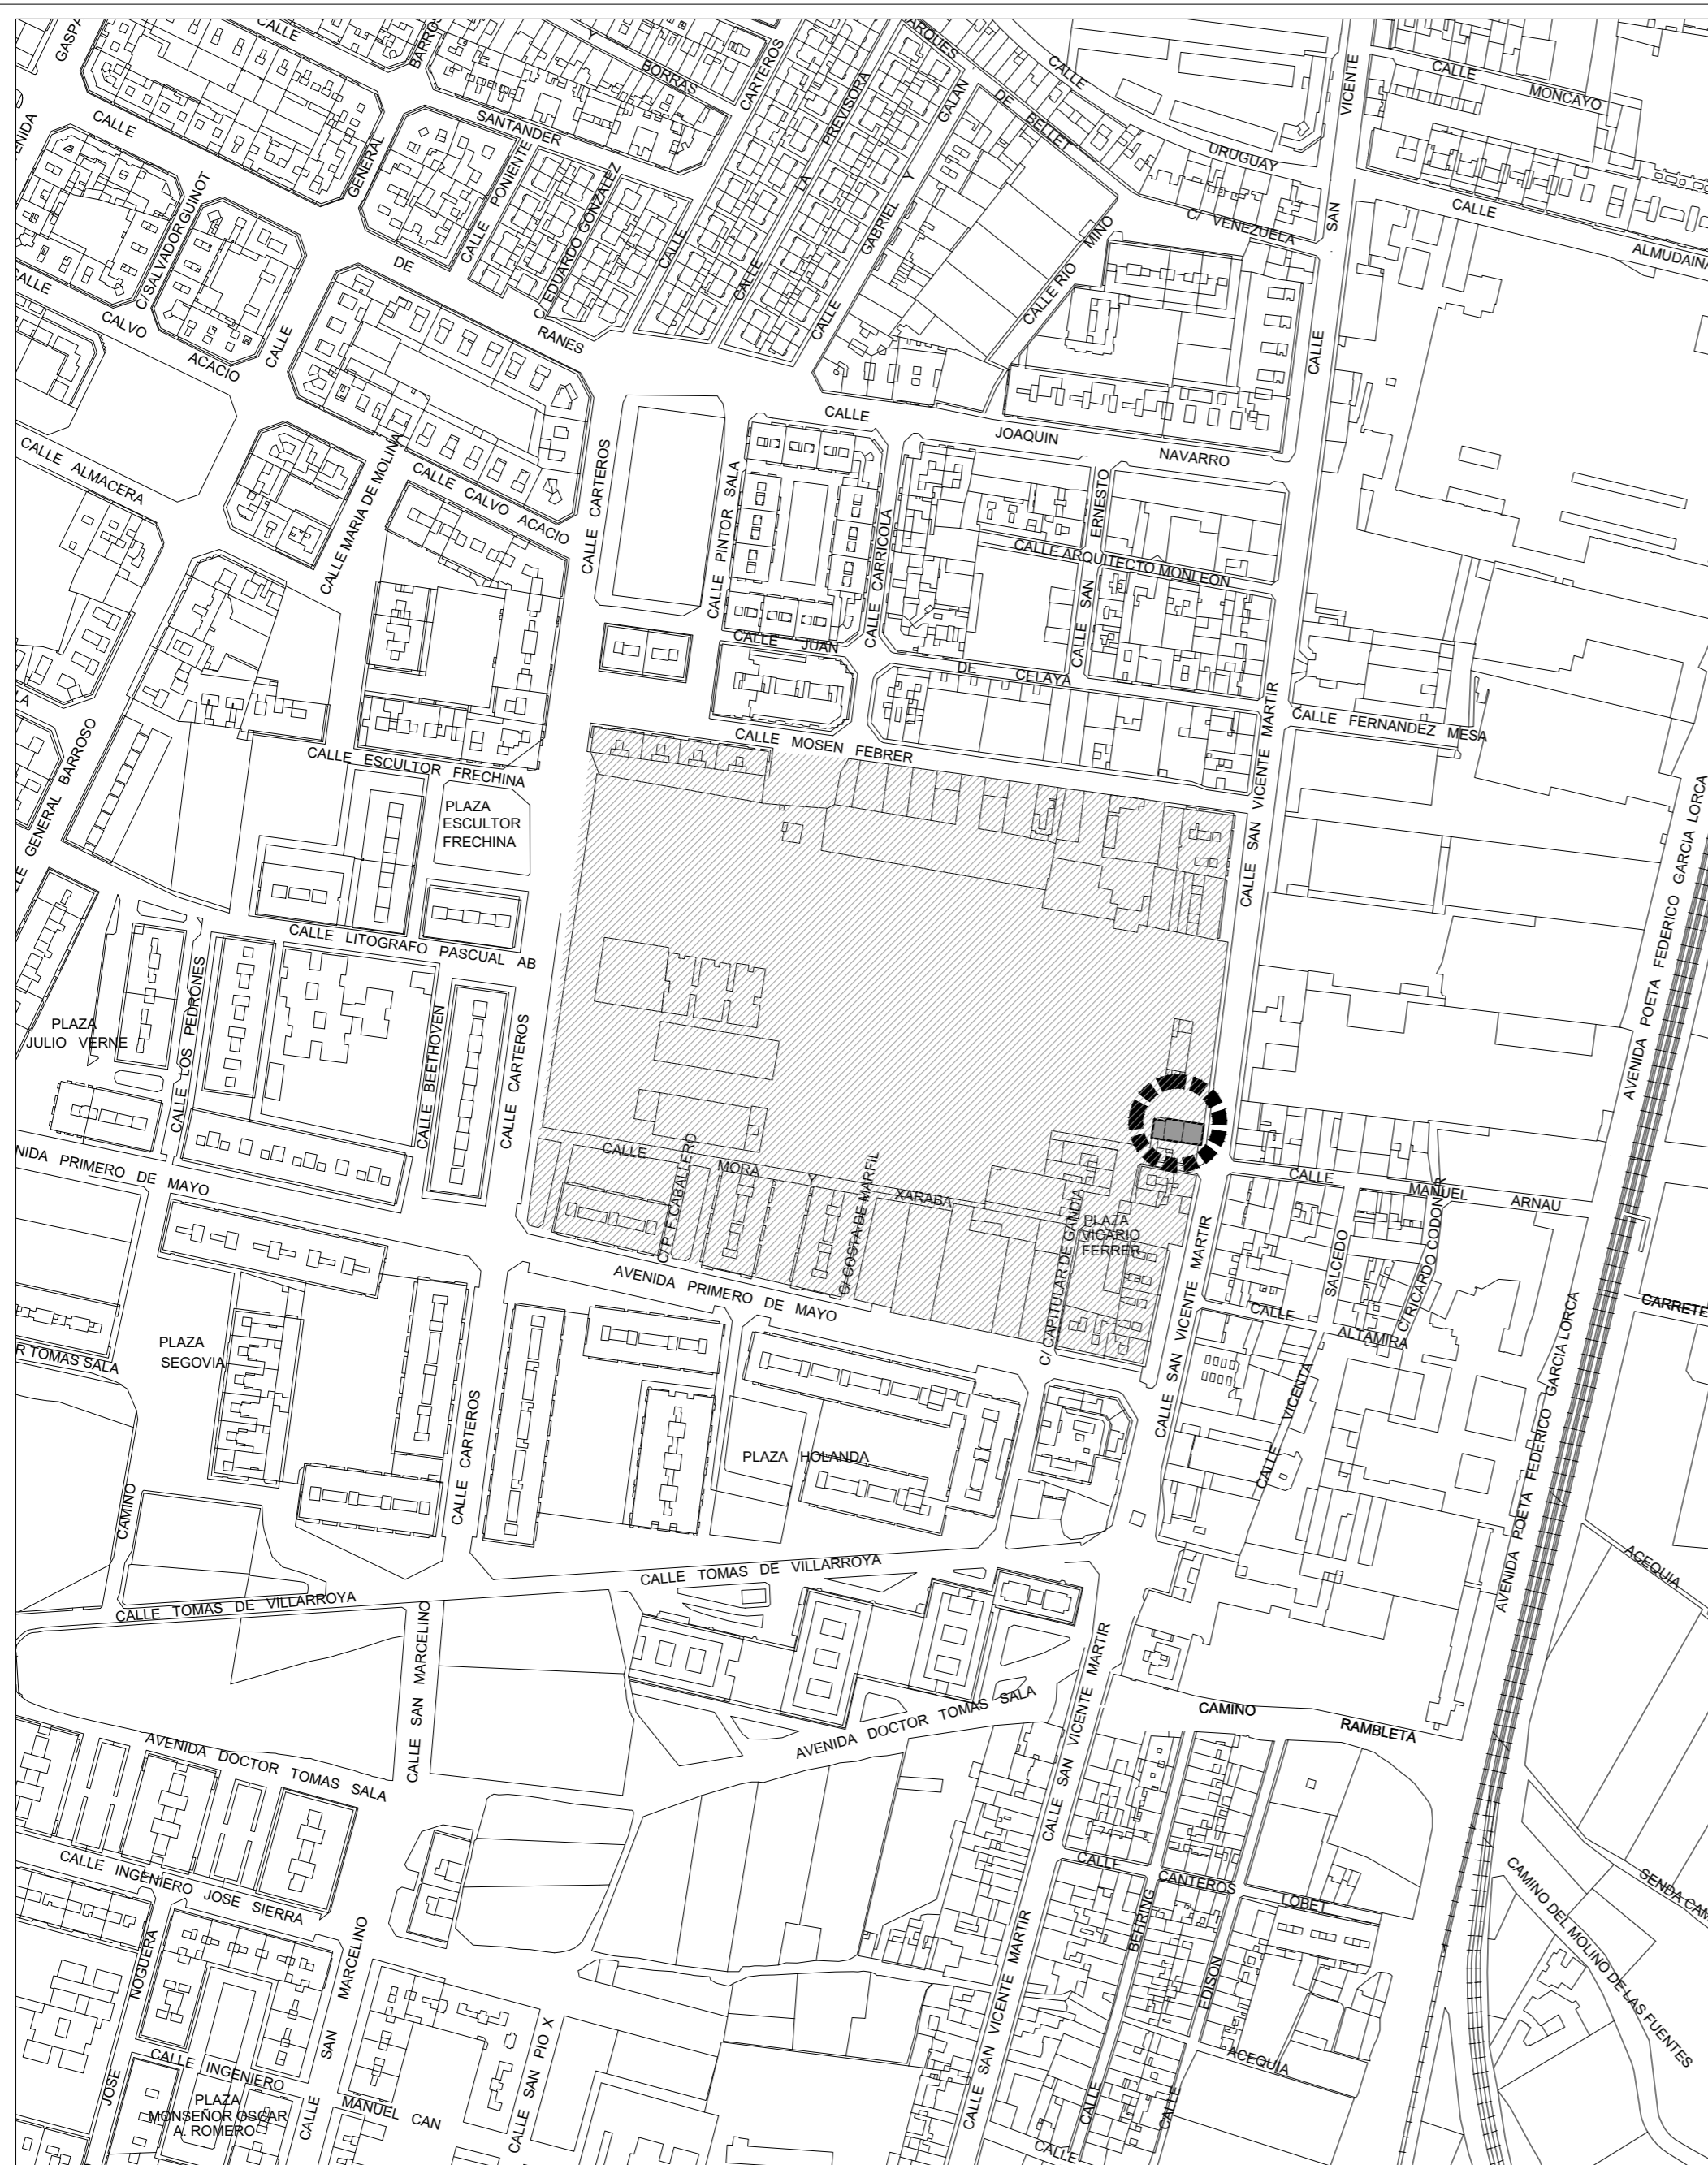 GASPA
CALLE
BARROS
Y
BORRAS
CARTEROS
MARQUES
DE
BELLET
CALLE
URUGUAY
VICENTE
SAN
CALLE
CALLE
MONCAYO
CALLE
ALMUDAINA
C/ VENEZUELA
ENIDA
CALLE
GENERAL
SANTANDER
CALLE PONIENTE
C/ EDUARDO GONZALEZ
CALLE
CALLE
LA
PREVISORA
CALLE
GABRIEL
Y
GALAN
CALLE RIO
MIÑO
C/SALVADOR GUINOT
CALLE
CALVO
ACACIO
CALLE
DE
RANES
CALLE
JOAQUIN
NAVARRO
CALLE ALMACERA
CALLE MARIA DE MOLINA
CALLE CALVO ACACIO
CALLE CARTEROS
CALLE PINTOR SALA
CALLE CARRICOLA
CALLE SAN
ERNESTO
CALLE ARQUITECTO MONLEON
CALLE JUAN
DE CELAYA
LA
CALLE MOSEN FEBRER
CALLE FERNANDEZ MESA
CALLE SAN VICENTE MARTIR
LE GENERAL BARROSO
CALLE ESCULTOR FRECHINA
PLAZA
ESCULTOR
FRECHINA
AVENIDA POETA FEDERICO GARCIA LORCA
CALLE LITOGRAFO PASCUAL AB
PLAZA
JULIO VERNE
CALLE LOS PEDRONES
CALLE BEETHOVEN
CALLE CARTEROS
NIDA PRIMERO DE MAYO
CALLE
MORA
Y
XARABA
C/ P. F. CABALLERO
C/ COSTA DE MARFIL
C/ CAPITULAR DE GANDIA
PLAZA
VICARIO
FERRER
CALLE
MANUEL
ARNAU
AVENIDA PRIMERO DE MAYO
CALLE SAN VICENTE MARTIR
SALCEDO
C/RICARDO CODONER
CALLE
ALTAMIRA
CARRETE
PLAZA
SEGOVIA
R TOMAS SALA
CALLE CARTEROS
PLAZA HOLANDA
CALLE
VICENTA
AVENIDA POETA FEDERICO GARCIA LORCA
CAMINO
ACEQUIA
CALLE TOMAS DE VILLARROYA
CALLE TOMAS DE VILLARROYA
CALLE SAN MARCELINO
CALLE SAN VICENTE MARTIR
AVENIDA DOCTOR TOMAS SALA
CAMINO
RAMBLETA
AVENIDA DOCTOR TOMAS SALA
CALLE INGENIERO JOSE SIERRA
CALLE
CANTEROS
LOBET
BEHRING
EDISON
CAMINO DEL MOLINO DE LAS FUENTES
SENDA CAM
NOGUERA
JOSE
MARCELINO
SAN
CALLE
CALLE INGENIERO
MANUEL CAN
PLAZA
MONSEÑOR OSCAR
A. ROMERO
CALLE SAN PIO X
CALLE SAN VICENTE MARTIR
ACEQUIA
CALLE
CALLE
CALLE